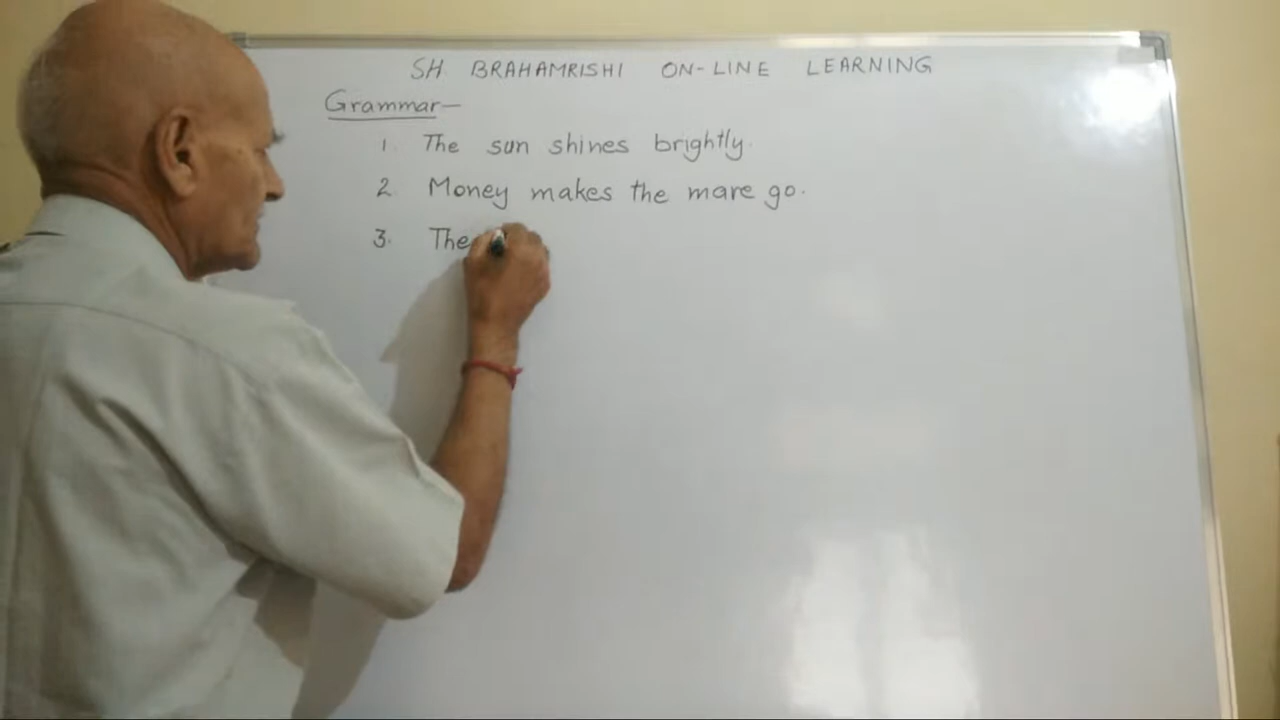 SH. BRAHAMRISHI ON-LINE LEARNING
Grammar—
1. The sun shines brightly.
2. Money makes the mare go.
3. The